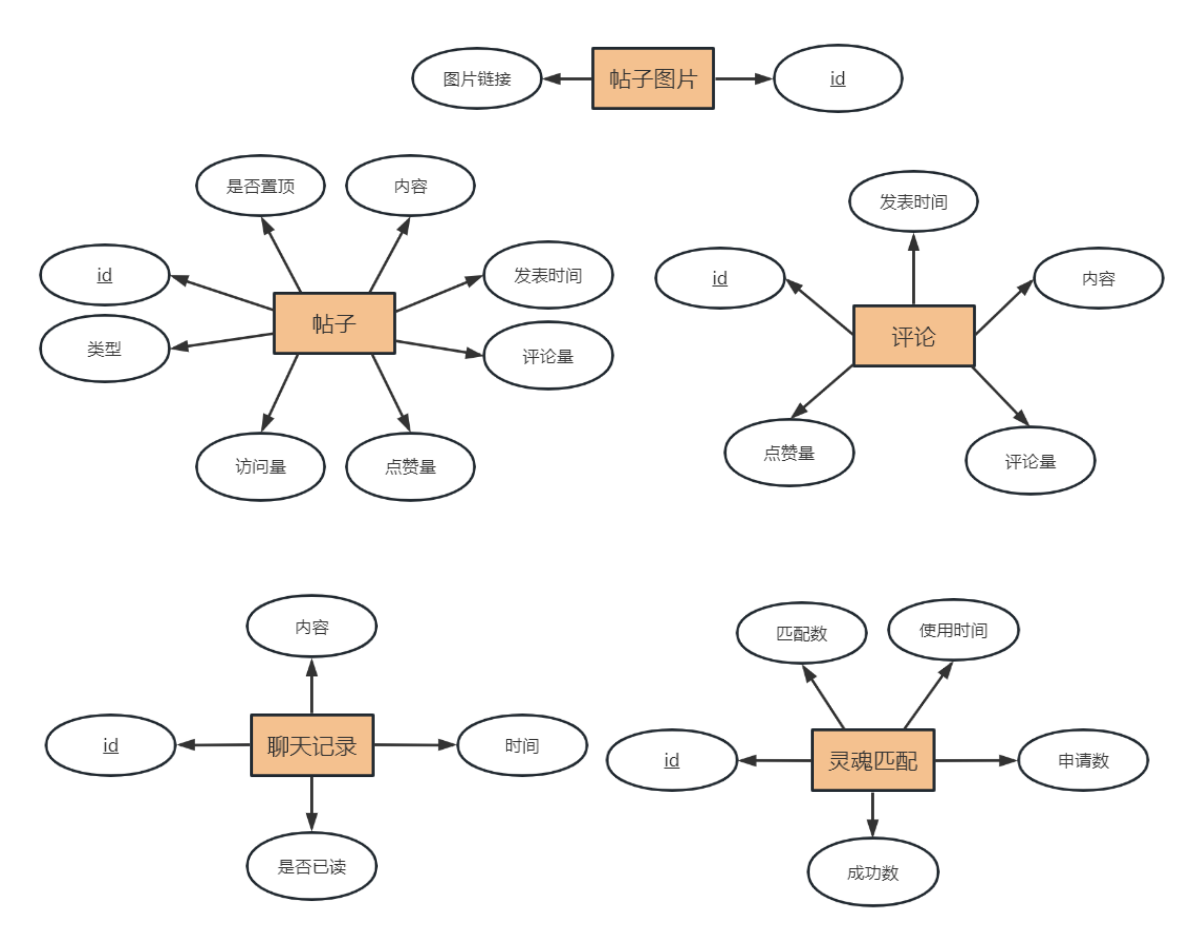 图片链接
帖子图片
id
是否置顶
内容
id
发表时间
帖子
类型
评论量
访问量
点赞量
发表时间
id
内容
评论
点赞量
评论量
内容
id
聊天记录
时间
是否已读
匹配数
使用时间
id
灵魂匹配
申请数
成功数